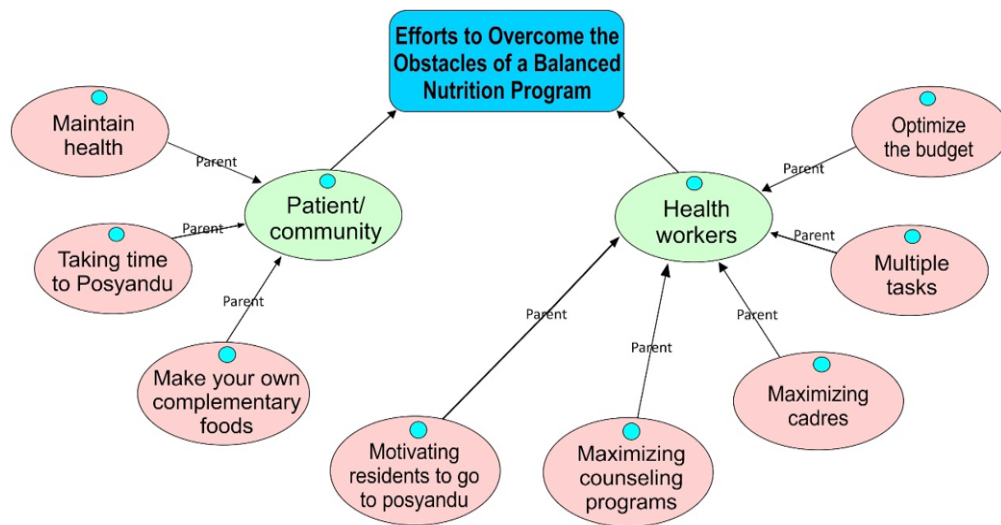 Efforts to Overcome the
Obstacles of a Balanced
Nutrition Program
Maintain
health
Parent
Patient/
community
Parent
Taking time
to Posyandu
Parent
Make your own
complementary
foods
Optimize
the budget
Parent
Health
workers
Parent
Multiple
tasks
Parent
Maximizing
cadres
Parent
Maximizing
counseling
programs
Parent
Motivating
residents to go
to posyandu